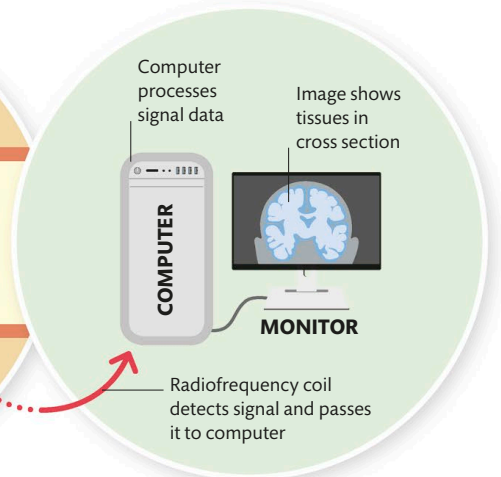 Computer
processes
signal data
Image shows
tissues in
cross section
COMPUTER
MONITOR
Radiofrequency coil
detects signal and passes
it to computer